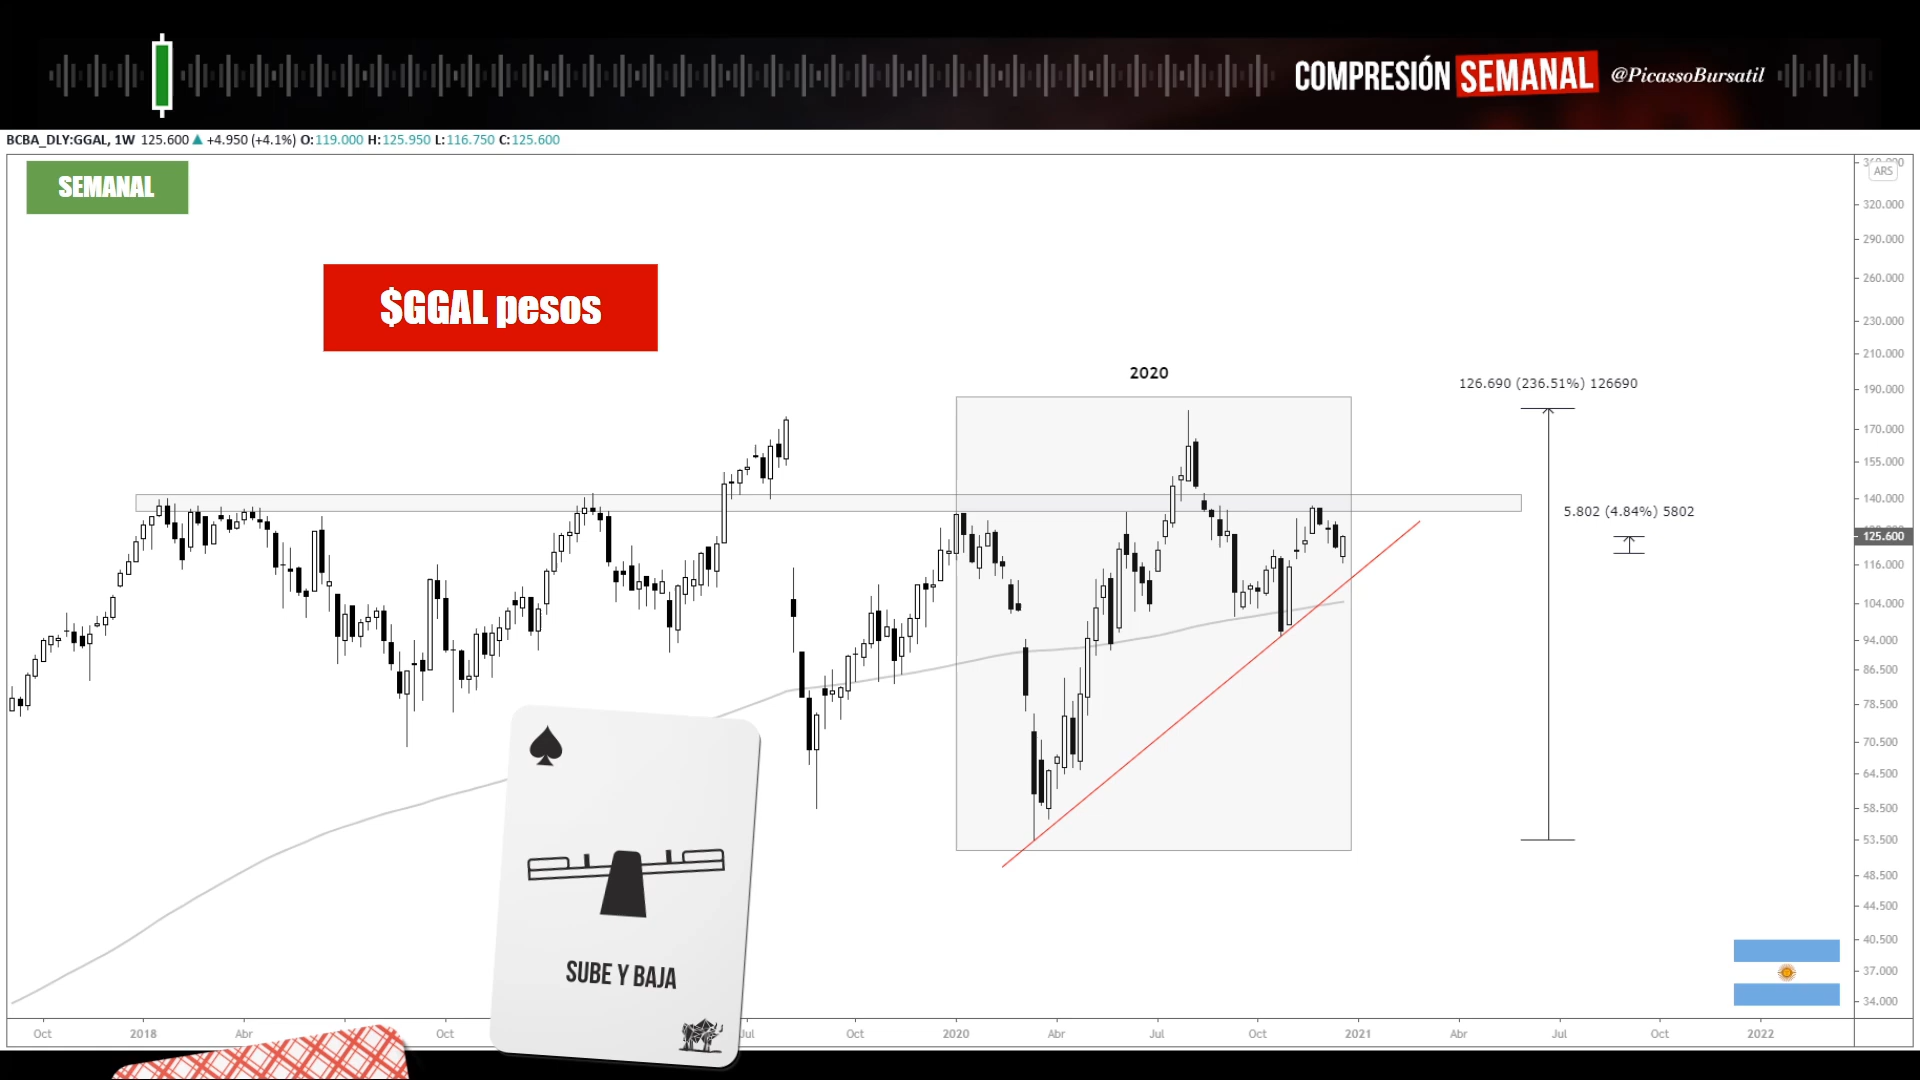 COMPRESIÓN SEMANAL @PicassoBursatil
BCBA_DLY:GGAL, 1W 125.600 ▲ +4.950 (+4.1%) O:119.000 H:125.950 L:116.750 C:125.600
SEMANAL
$GGAL pesos
2020
126.690 (236.51%) 126690
5.802 (4.84%) 5802
ARS
320.000
290.000
260.000
230.000
210.000
190.000
170.000
155.000
140.000
125.600
116.000
104.000
94.000
86.500
78.500
70.500
64.500
58.500
53.500
48.500
44.500
40.500
37.000
34.000
SUBE Y BAJA
Oct 2018 Abr Oct Jul Oct 2020 Abr Jul Oct 2021 Abr Jul Oct 2022